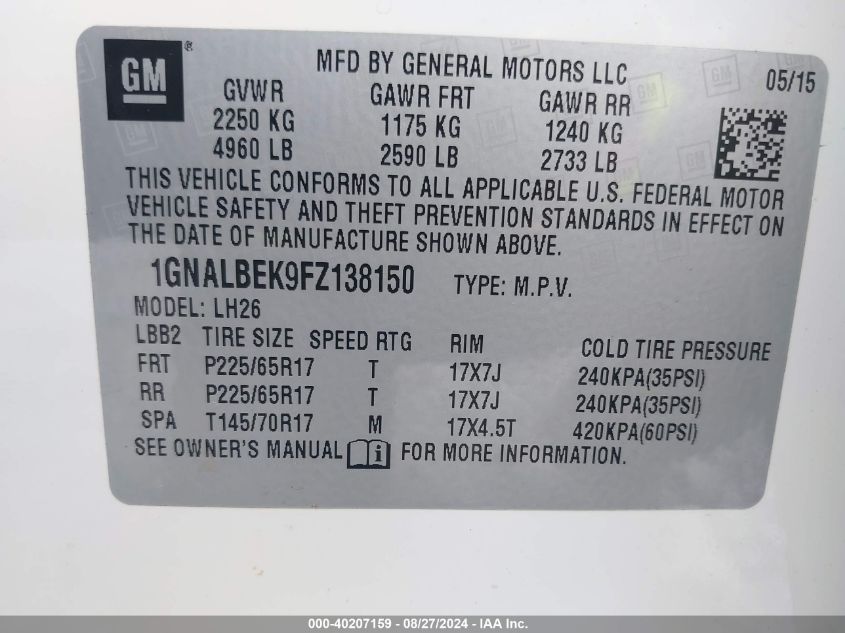 GM®
MFD BY GENERAL MOTORS LLC
05/15
GVWR GAWR FRT GAWR RR
2250 KG 1175 KG 1240 KG
4960 LB 2590 LB 2733 LB
THIS VEHICLE CONFORMS TO ALL APPLICABLE U.S. FEDERAL MOTOR
VEHICLE SAFETY AND THEFT PREVENTION STANDARDS IN EFFECT ON
THE DATE OF MANUFACTURE SHOWN ABOVE.
1GNALBEK9FZ138150 TYPE: M.P.V.
MODEL: LH26
LBB2 TIRE SIZE SPEED RTG RIM COLD TIRE PRESSURE
FRT P225/65R17 T 17X7J 240KPA(35PSI)
RR P225/65R17 T 17X7J 240KPA(35PSI)
SPA T145/70R17 M 17X4.5T 420KPA(60PSI)
SEE OWNER'S MANUAL i FOR MORE INFORMATION.
000-40207159 - 08/27/2024 - IAA Inc.